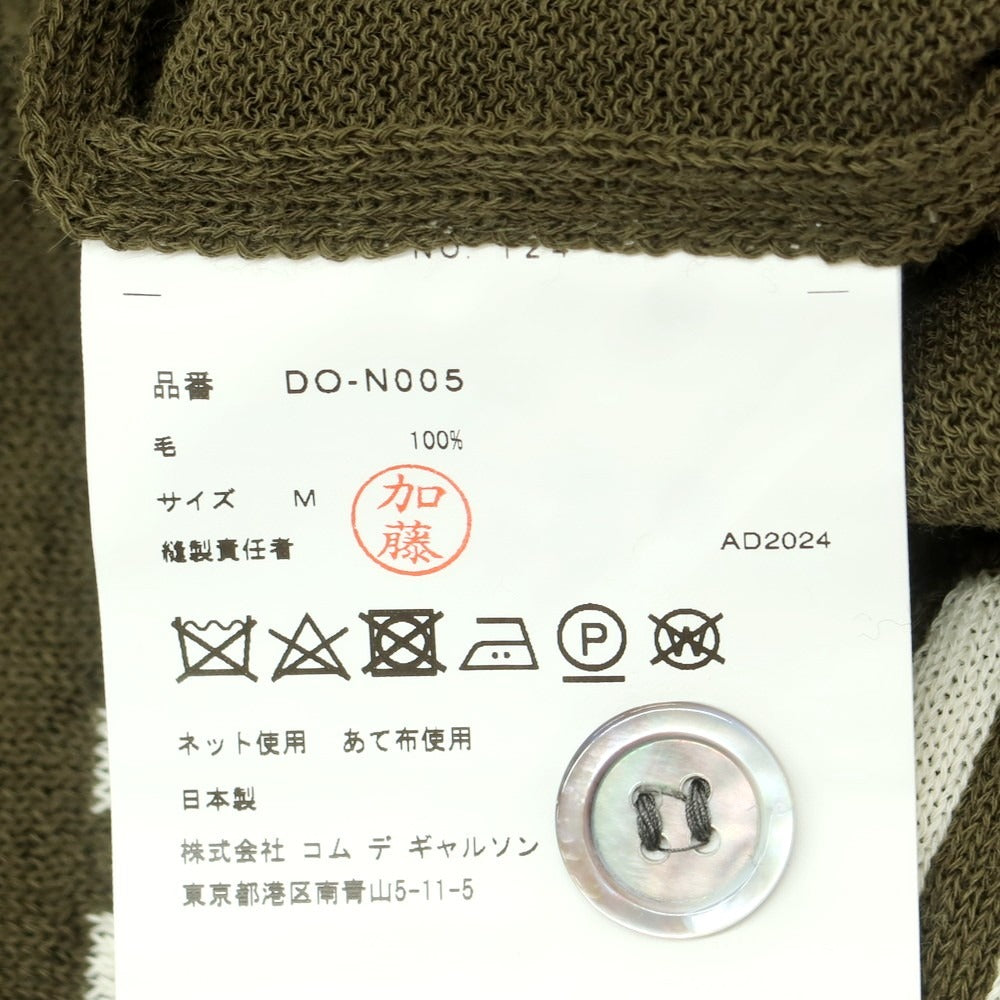 NO. 124
品番 DO-N005
毛 100%
サイズ M
加藤
縫製責任者
AD2024
P
W
ネット使用 あて布使用
日本製
株式会社 コム デ ギャルソン
東京都港区南青山5-11-5